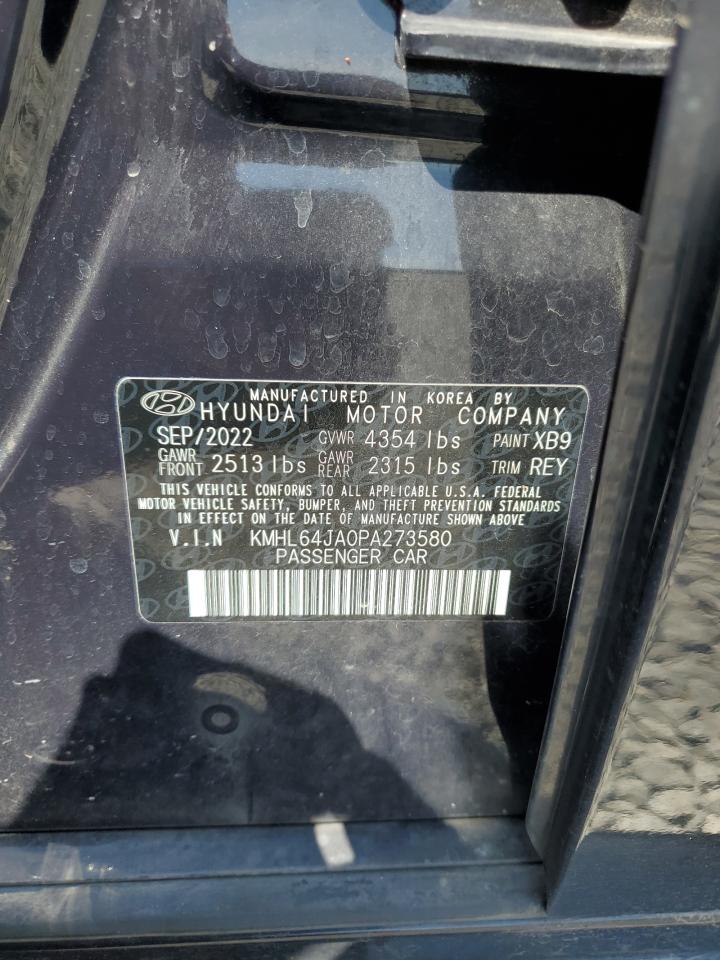 MANUFACTURED IN KOREA BY
HYUNDAI MOTOR COMPANY
SEP/2022 GVWR 4354 lbs PAINT XB9
GAWR FRONT 2513 lbs GAWR REAR 2315 lbs TRIM REY
THIS VEHICLE CONFORMS TO ALL APPLICABLE U.S.A. FEDERAL
MOTOR VEHICLE SAFETY, BUMPER, AND THEFT PREVENTION STANDARDS
IN EFFECT ON THE DATE OF MANUFACTURE SHOWN ABOVE
V.I.N KMHL64JA0PA273580
PASSENGER CAR